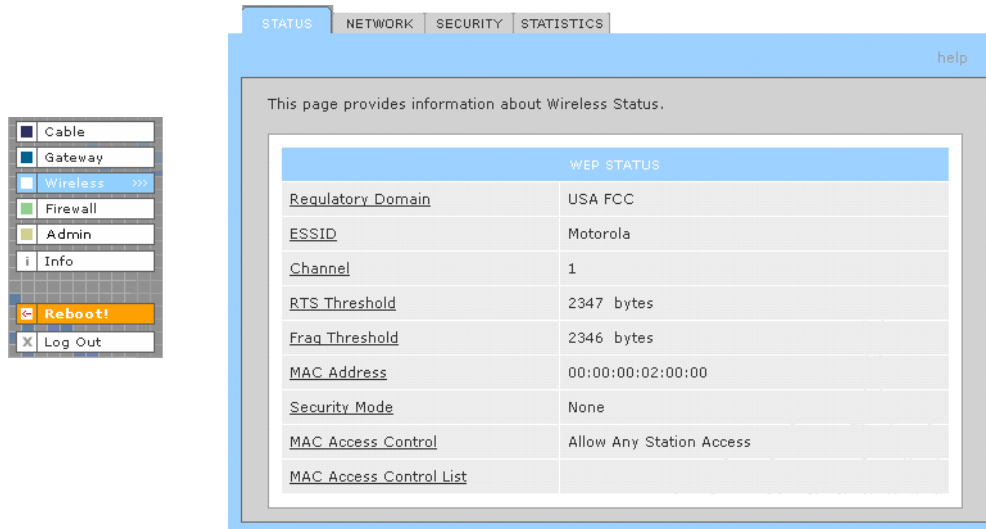 STATUS NETWORK SECURITY STATISTICS
help
This page provides information about Wireless Status.
Cable
Gateway
Wireless >>>
Firewall
Admin
i Info
Reboot!
X Log Out
WEP STATUS
Regulatory Domain USA FCC
ESSID Motorola
Channel 1
RTS Threshold 2347 bytes
Frag Threshold 2346 bytes
MAC Address 00:00:00:02:00:00
Security Mode None
MAC Access Control Allow Any Station Access
MAC Access Control List